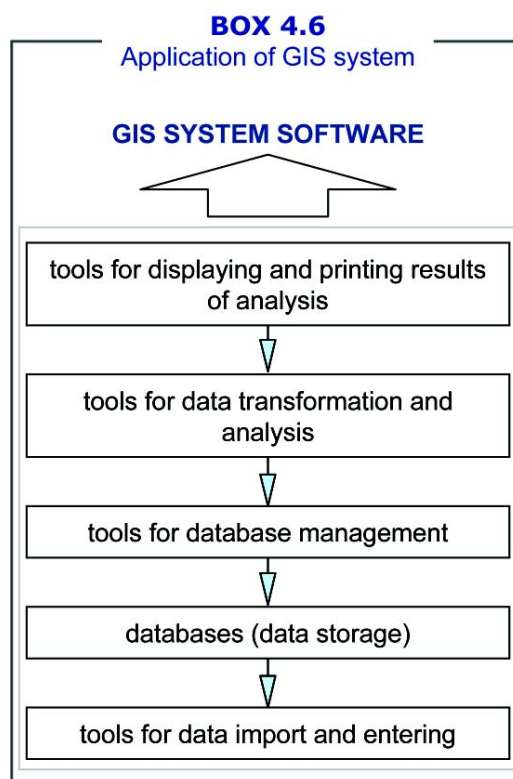 BOX 4.6
Application of GIS system
GIS SYSTEM SOFTWARE
tools for displaying and printing results
of analysis
tools for data transformation and
analysis
tools for database management
databases (data storage)
tools for data import and entering